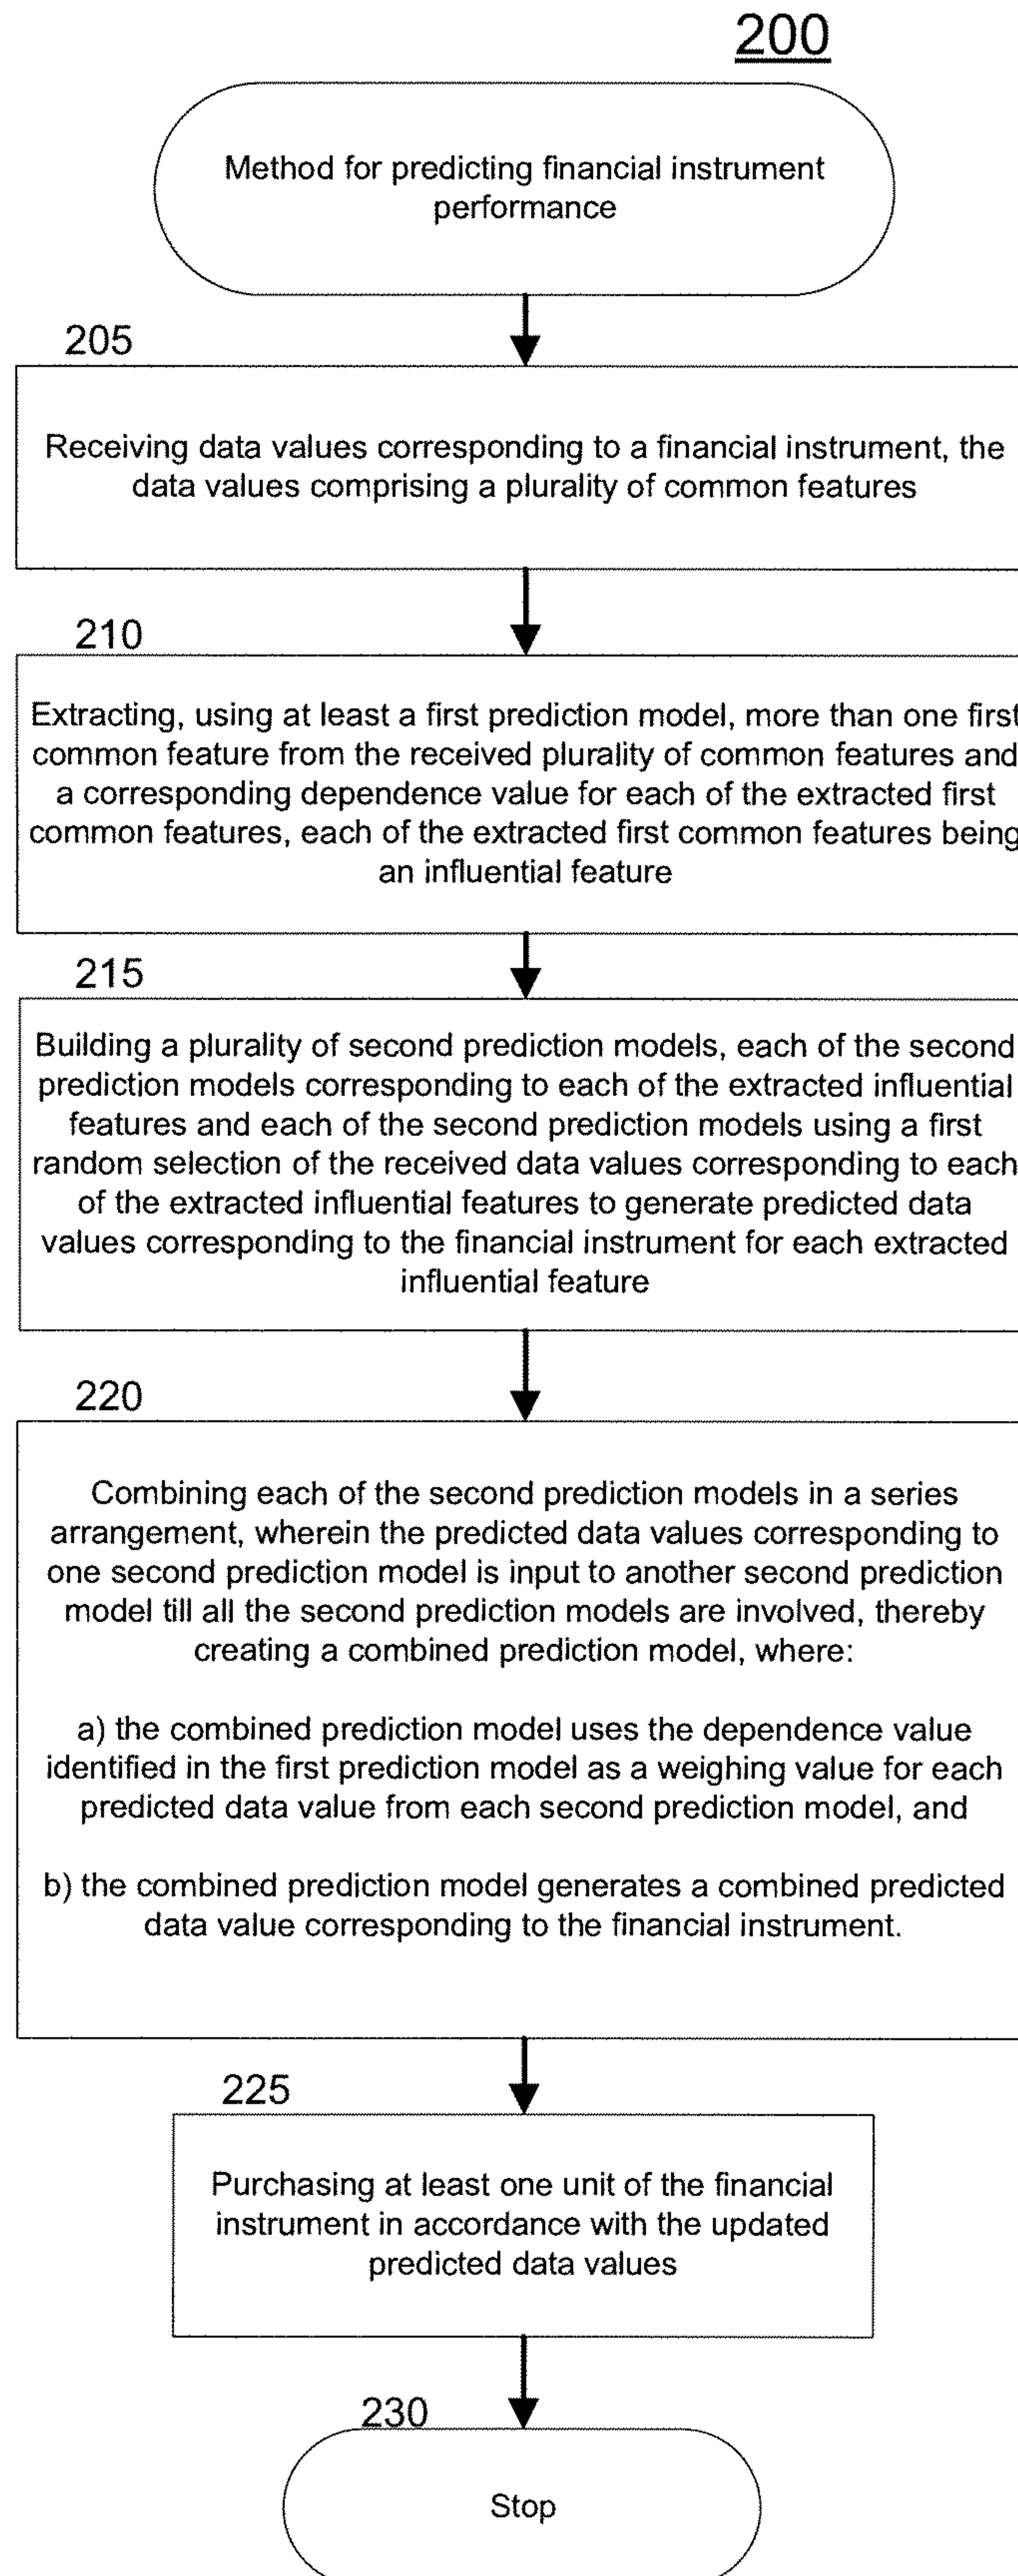 200
Method for predicting financial instrument
performance
205
Receiving data values corresponding to a financial instrument, the
data values comprising a plurality of common features
210
Extracting, using at least a first prediction model, more than one first
common feature from the received plurality of common features and
a corresponding dependence value for each of the extracted first
common features, each of the extracted first common features being
an influential feature
215
Building a plurality of second prediction models, each of the second
prediction models corresponding to each of the extracted influential
features and each of the second prediction models using a first
random selection of the received data values corresponding to each
of the extracted influential features to generate predicted data
values corresponding to the financial instrument for each extracted
influential feature
220
Combining each of the second prediction models in a series
arrangement, wherein the predicted data values corresponding to
one second prediction model is input to another second prediction
model till all the second prediction models are involved, thereby
creating a combined prediction model, where:
a) the combined prediction model uses the dependence value
identified in the first prediction model as a weighing value for each
predicted data value from each second prediction model, and
b) the combined prediction model generates a combined predicted
data value corresponding to the financial instrument.
225
Purchasing at least one unit of the financial
instrument in accordance with the updated
predicted data values
230
Stop